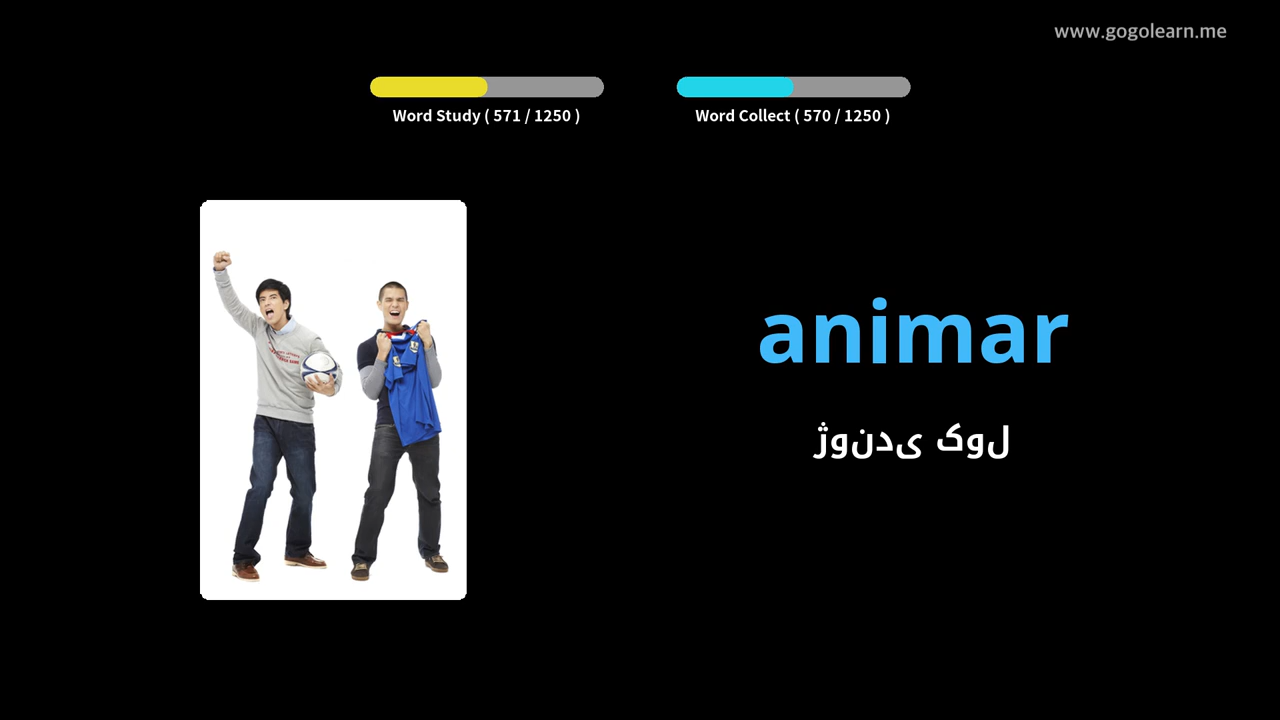 www.gogolearn.me
Word Study ( 571 / 1250 )
Word Collect ( 570 / 1250 )
animar
ژوندی کول